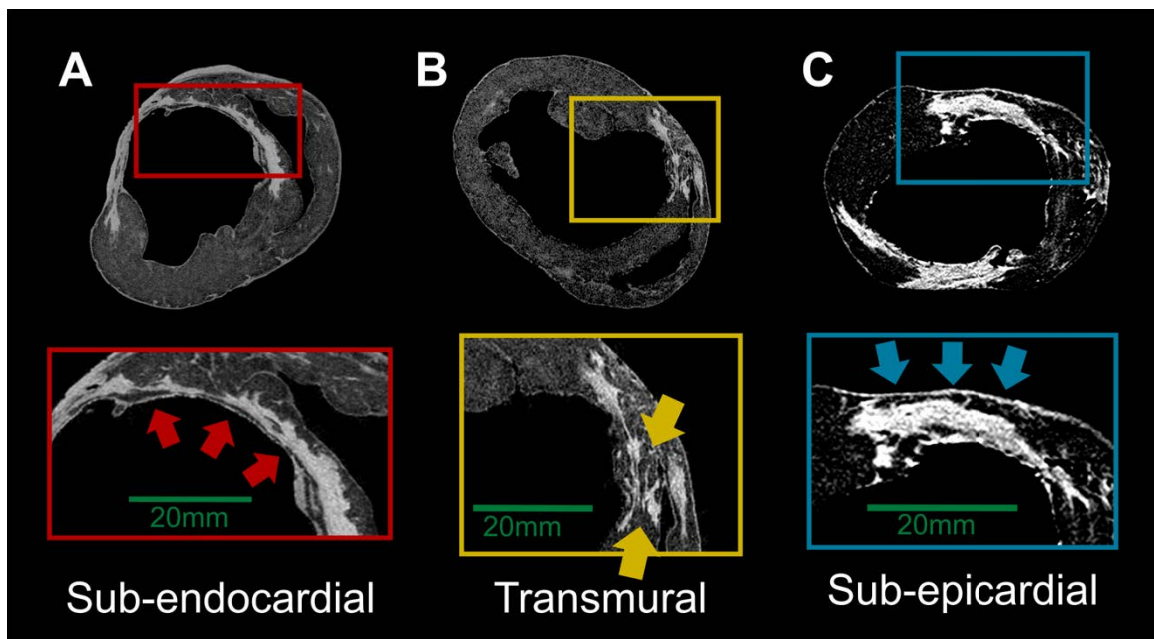 A
B
C
20mm
20mm
20mm
Sub-endocardial
Transmural
Sub-epicardial